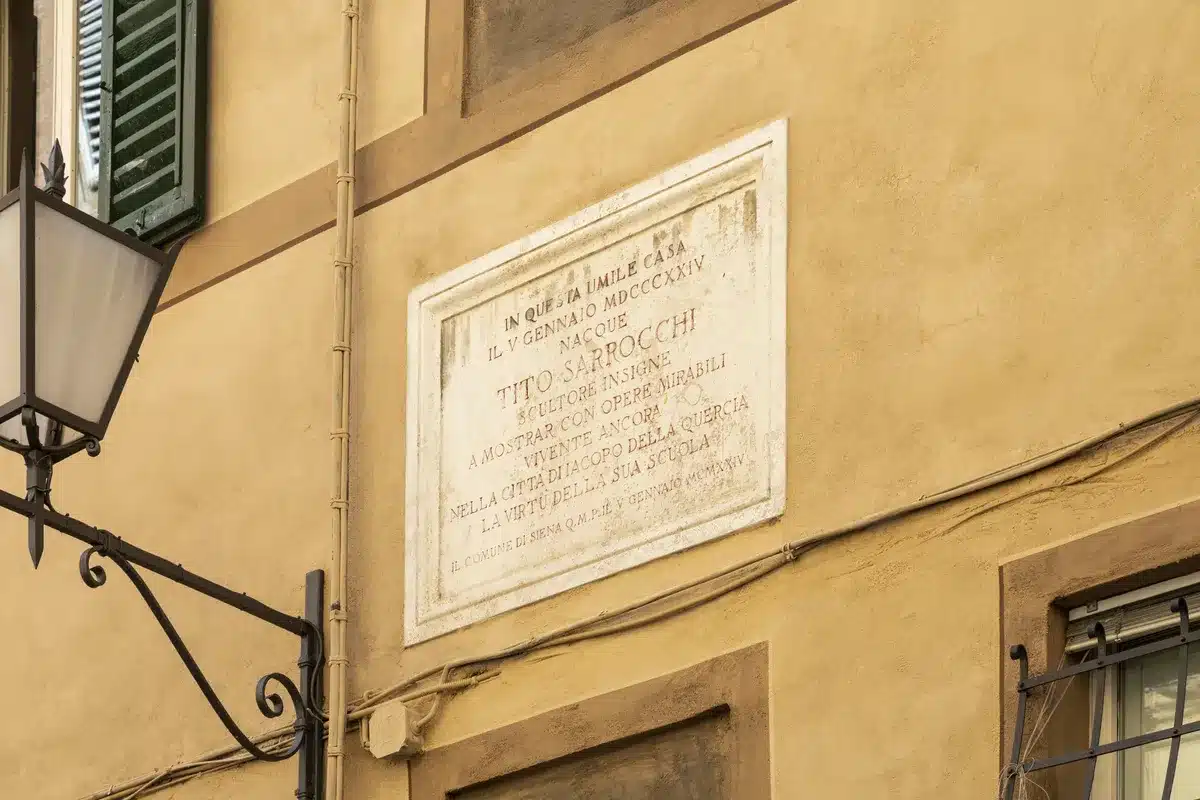 IN QUESTA UMILE CASA
IL V GENNAIO MDCCCXXIV
NACQUE
TITO SARROCCHI
SCULTORE INSIGNE
A MOSTRAR CON OPERE MIRABILI
VIVENTE ANCORA
NELLA CITTÀ DI IACOPO DELLA QUERCIA
LA VIRTÙ DELLA SUA SCUOLA
IL COMUNE DI SIENA Q.M.P. IL V GENNAIO MCMXXIV